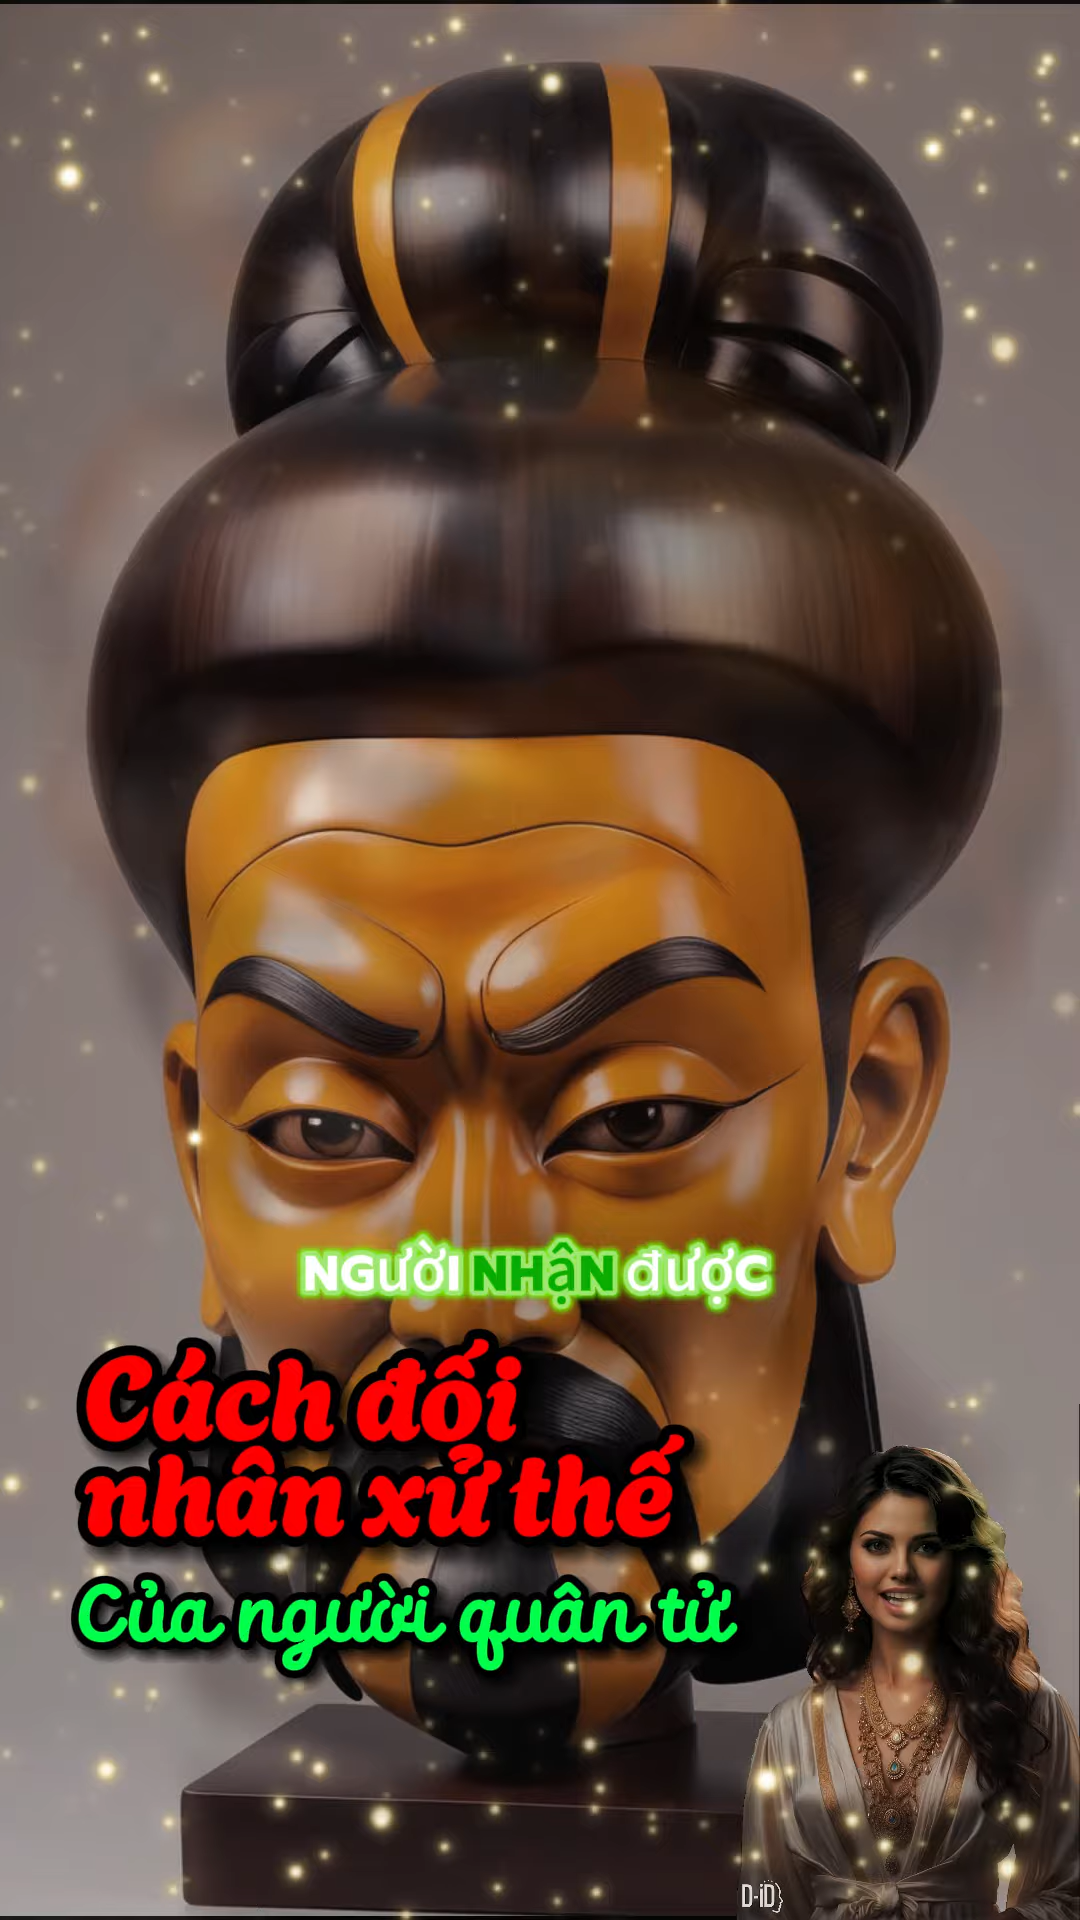 NGườI NHậN đượC
Cách đối
nhân xử thế
Của người quân tử
D-iD